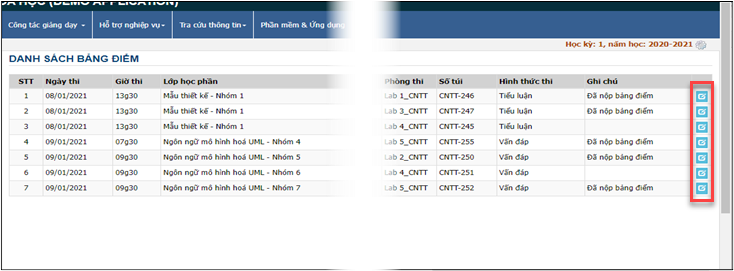 ĐẠI HỌC (DEMO APPLICATION)
Công tác giảng dạy Hỗ trợ nghiệp vụ Tra cứu thông tin Phần mềm & Ứng dụng
Học kỳ: 1, năm học: 2020-2021
DANH SÁCH BẢNG ĐIỂM
STT Ngày thi Giờ thi Lớp học phần Phòng thi Số túi Hình thức thi Ghi chú
1 08/01/2021 13g30 Mẫu thiết kế - Nhóm 1 Lab 1_CNTT CNTT-246 Tiểu luận Đã nộp bảng điểm
2 08/01/2021 13g30 Mẫu thiết kế - Nhóm 1 Lab 3_CNTT CNTT-247 Tiểu luận Đã nộp bảng điểm
3 08/01/2021 13g30 Mẫu thiết kế - Nhóm 1 Lab 4_CNTT CNTT-245 Tiểu luận
4 09/01/2021 07g30 Ngôn ngữ mô hình hoá UML - Nhóm 4 Lab 5_CNTT CNTT-255 Vấn đáp Đã nộp bảng điểm
5 09/01/2021 09g30 Ngôn ngữ mô hình hoá UML - Nhóm 5 Lab 2_CNTT CNTT-250 Vấn đáp Đã nộp bảng điểm
6 09/01/2021 09g30 Ngôn ngữ mô hình hoá UML - Nhóm 6 Lab 4_CNTT CNTT-251 Vấn đáp
7 09/01/2021 09g30 Ngôn ngữ mô hình hoá UML - Nhóm 7 Lab 5_CNTT CNTT-252 Vấn đáp Đã nộp bảng điểm